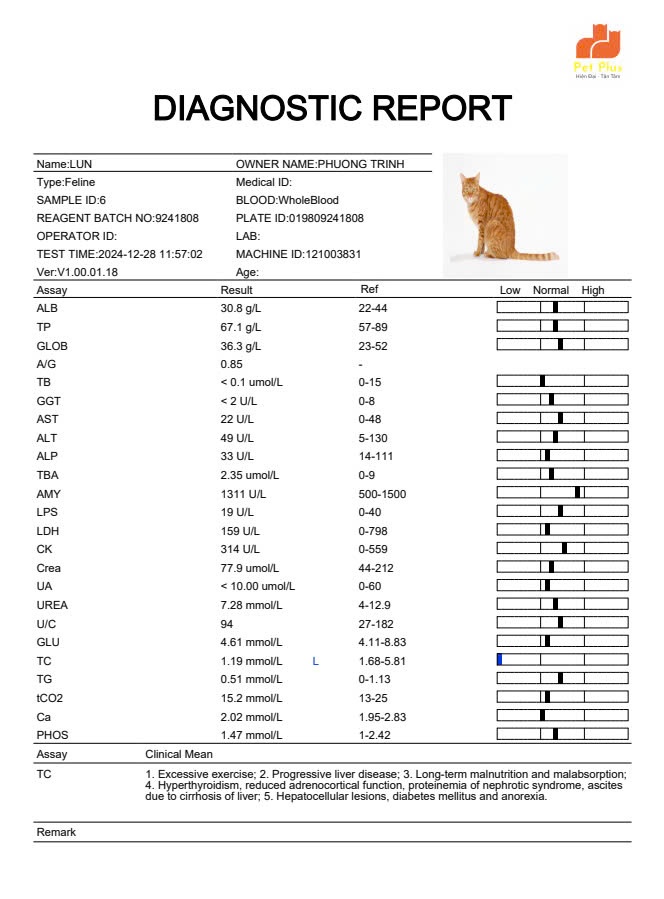 Pet Plus
Hiện Đại - Tận Tâm
DIAGNOSTIC REPORT
Name:LUN OWNER NAME:PHUONG TRINH
Type:Feline Medical ID:
SAMPLE ID:6 BLOOD:WholeBlood
REAGENT BATCH NO:9241808 PLATE ID:019809241808
OPERATOR ID: LAB:
TEST TIME:2024-12-28 11:57:02 MACHINE ID:121003831
Ver:V1.00.01.18 Age:
Assay Result Ref Low Normal High
ALB 30.8 g/L 22-44
TP 67.1 g/L 57-89
GLOB 36.3 g/L 23-52
A/G 0.85 -
TB < 0.1 umol/L 0-15
GGT < 2 U/L 0-8
AST 22 U/L 0-48
ALT 49 U/L 5-130
ALP 33 U/L 14-111
TBA 2.35 umol/L 0-9
AMY 1311 U/L 500-1500
LPS 19 U/L 0-40
LDH 159 U/L 0-798
CK 314 U/L 0-559
Crea 77.9 umol/L 44-212
UA < 10.00 umol/L 0-60
UREA 7.28 mmol/L 4-12.9
U/C 94 27-182
GLU 4.61 mmol/L 4.11-8.83
TC 1.19 mmol/L L 1.68-5.81
TG 0.51 mmol/L 0-1.13
tCO2 15.2 mmol/L 13-25
Ca 2.02 mmol/L 1.95-2.83
PHOS 1.47 mmol/L 1-2.42
Assay Clinical Mean
TC 1. Excessive exercise; 2. Progressive liver disease; 3. Long-term malnutrition and malabsorption;
4. Hyperthyroidism, reduced adrenocortical function, proteinemia of nephrotic syndrome, ascites
due to cirrhosis of liver; 5. Hepatocellular lesions, diabetes mellitus and anorexia.
Remark